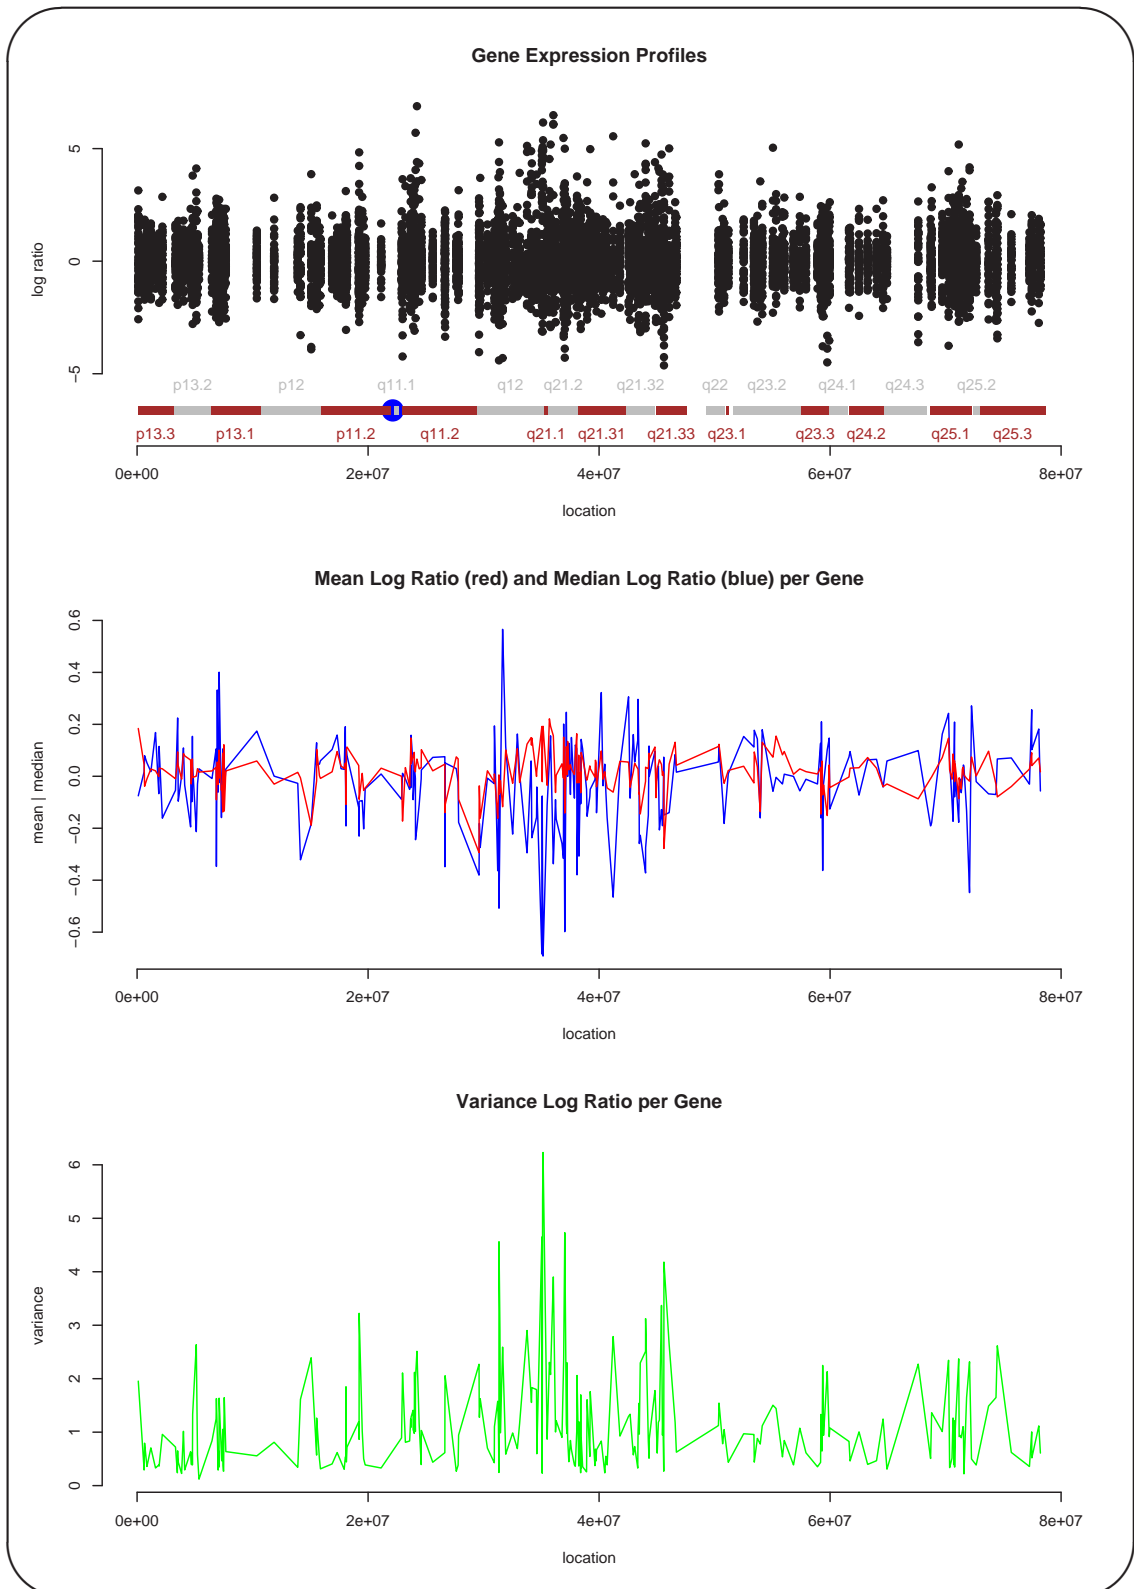 Gene Expression Profiles
5
0
−5
log ratio
p13.2 p12 q11.1 q12 q21.2 q21.32 q22 q23.2 q24.1 q24.3 q25.2
p13.3 p13.1 p11.2 q11.2 q21.1 q21.31 q21.33 q23.1 q23.3 q24.2 q25.1 q25.3
0e+00 2e+07 4e+07 6e+07 8e+07
location
Mean Log Ratio (red) and Median Log Ratio (blue) per Gene
0.6
0.4
0.2
0.0
−0.2
−0.4
−0.6
mean | median
0e+00 2e+07 4e+07 6e+07 8e+07
location
Variance Log Ratio per Gene
6
5
4
3
2
1
0
variance
0e+00 2e+07 4e+07 6e+07 8e+07
location